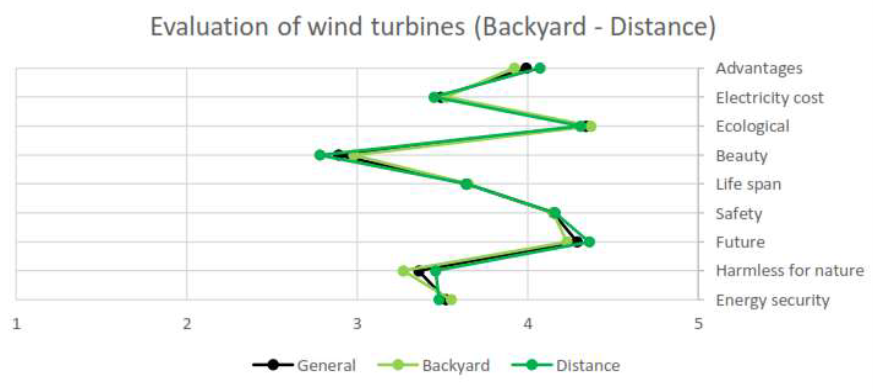 Evaluation of wind turbines (Backyard - Distance)
Advantages
Electricity cost
Ecological
Beauty
Life span
Safety
Future
Harmless for nature
Energy security
1 2 3 4 5
General Backyard Distance